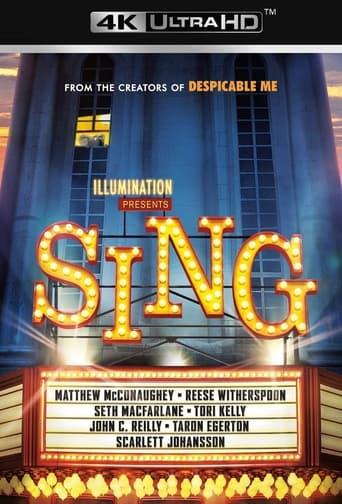 4K ULTRA HD
FROM THE CREATORS OF DESPICABLE ME
ILLUMINATION
PRESENTS
SING
MATTHEW McCONAUGHEY • REESE WITHERSPOON
SETH MACFARLANE • TORI KELLY
JOHN C. REILLY • TARON EGERTON
SCARLETT JOHANSSON